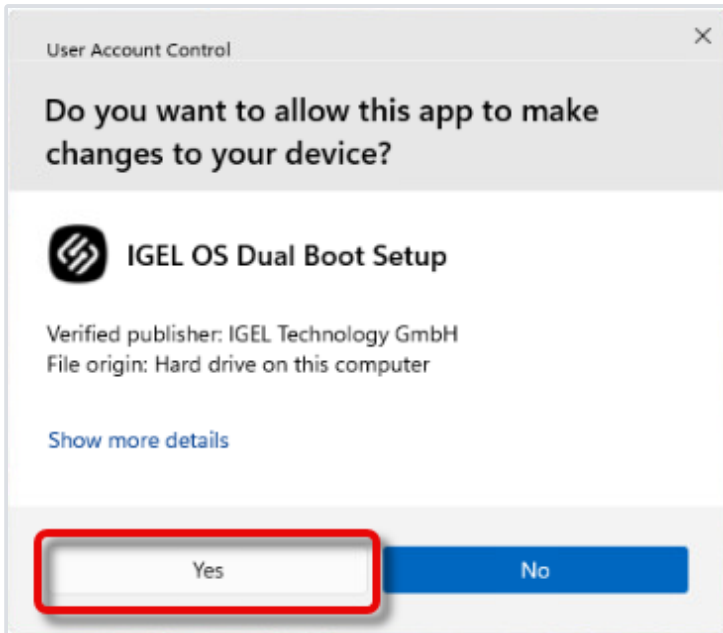 User Account Control
Do you want to allow this app to make
changes to your device?
IGEL OS Dual Boot Setup
Verified publisher: IGEL Technology GmbH
File origin: Hard drive on this computer
Show more details
Yes
No